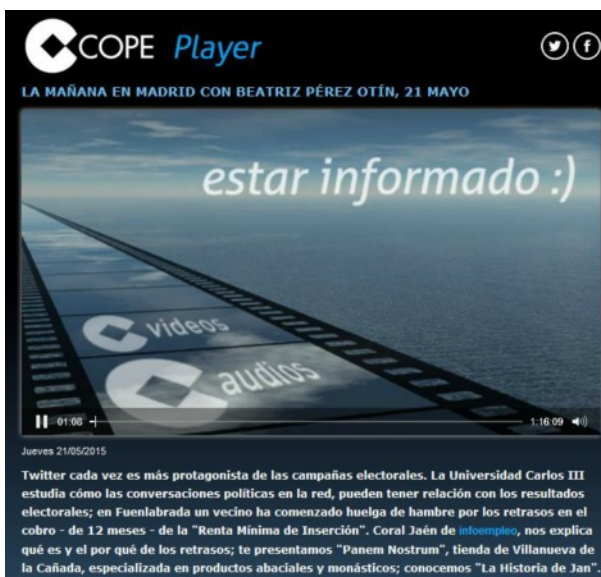 COPE Player
LA MAÑANA EN MADRID CON BEATRIZ PÉREZ OTÍN, 21 MAYO
estar informado :)
videos
audios
01:08
1:16:09
Jueves 21/05/2015
Twitter cada vez es más protagonista de las campañas electorales. La Universidad Carlos III
estudia cómo las conversaciones políticas en la red, pueden tener relación con los resultados
electorales; en Fuenlabrada un vecino ha comenzado huelga de hambre por los retrasos en el
cobro - de 12 meses - de la "Renta Mínima de Inserción". Coral Jaén de infoempleo, nos explica
qué es y el por qué de los retrasos; te presentamos "Panem Nostrum", tienda de Villanueva de
la Cañada, especializada en productos abaciales y monásticos; conocemos "La Historia de Jan".